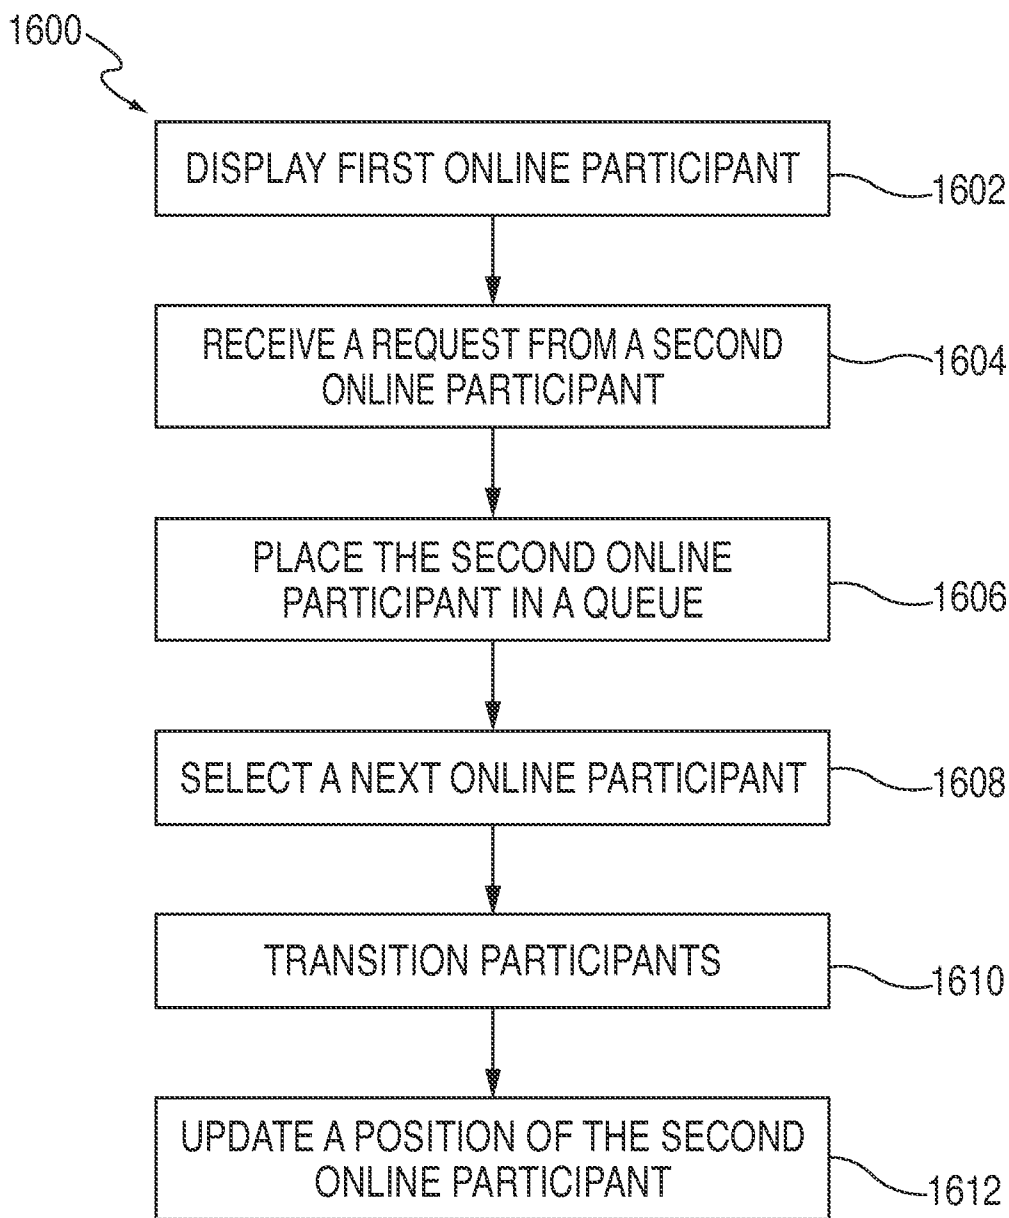 1600
DISPLAY FIRST ONLINE PARTICIPANT
1602
RECEIVE A REQUEST FROM A SECOND
ONLINE PARTICIPANT
1604
PLACE THE SECOND ONLINE
PARTICIPANT IN A QUEUE
1606
SELECT A NEXT ONLINE PARTICIPANT
1608
TRANSITION PARTICIPANTS
1610
UPDATE A POSITION OF THE SECOND
ONLINE PARTICIPANT
1612